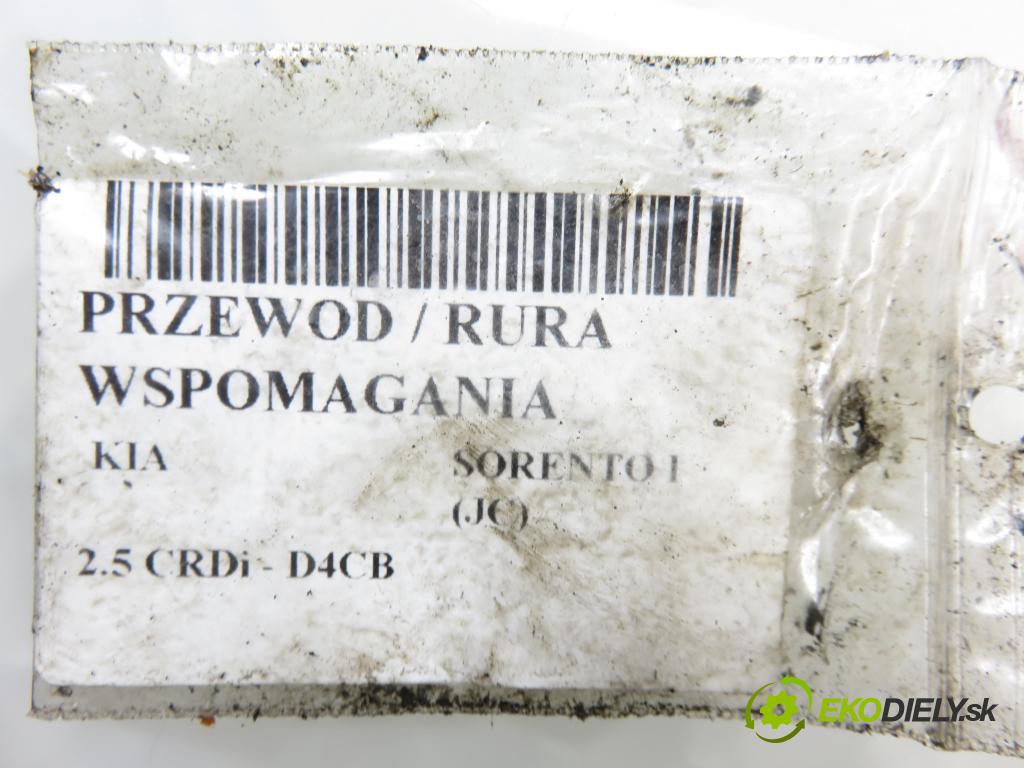 PRZEWOD / RURA
WSPOMAGANIA
KIA SORENTO I
(JC)
2.5 CRDi - D4CB
EKODIELY.sk